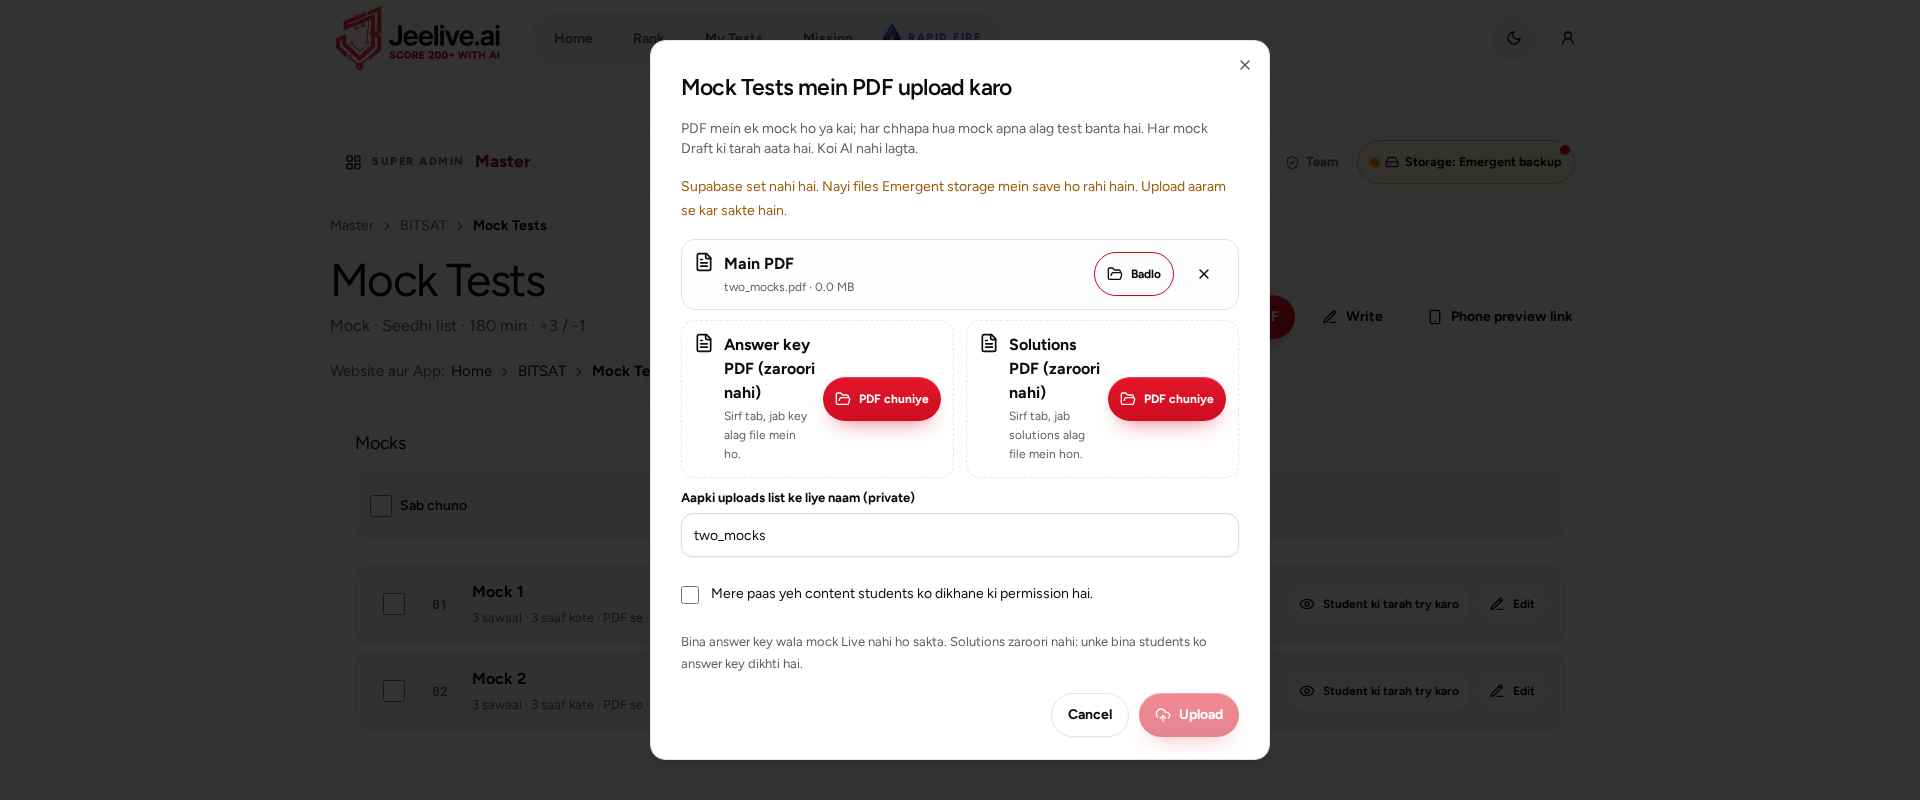 Jeelive.ai
SCORE 200+ WITH AI
Home
Rank
My Tests
Mission
RAPID FIRE
SUPER ADMIN
Master
Team
Storage: Emergent backup
Master > BITSAT > Mock Tests
Mock Tests
Mock · Seedhi list · 180 min · +3 / -1
Write
Phone preview link
Website aur App: Home > BITSAT > Mock Te
Mocks
Sab chuno
01
Mock 1
3 sawaal · 3 saaf kate · PDF se
Student ki tarah try karo
Edit
02
Mock 2
3 sawaal · 3 saaf kate · PDF se
Student ki tarah try karo
Edit
Mock Tests mein PDF upload karo
PDF mein ek mock ho ya kai; har chhapa hua mock apna alag test banta hai. Har mock
Draft ki tarah aata hai. Koi AI nahi lagta.
Supabase set nahi hai. Nayi files Emergent storage mein save ho rahi hain. Upload aaram
se kar sakte hain.
Main PDF
two_mocks.pdf · 0.0 MB
Badlo
Answer key
PDF (zaroori
nahi)
Sirf tab, jab key
alag file mein
ho.
PDF chuniye
Solutions
PDF (zaroori
nahi)
Sirf tab, jab
solutions alag
file mein hon.
PDF chuniye
Aapki uploads list ke liye naam (private)
two_mocks
Mere paas yeh content students ko dikhane ki permission hai.
Bina answer key wala mock Live nahi ho sakta. Solutions zaroori nahi: unke bina students ko
answer key dikhti hai.
Cancel
Upload